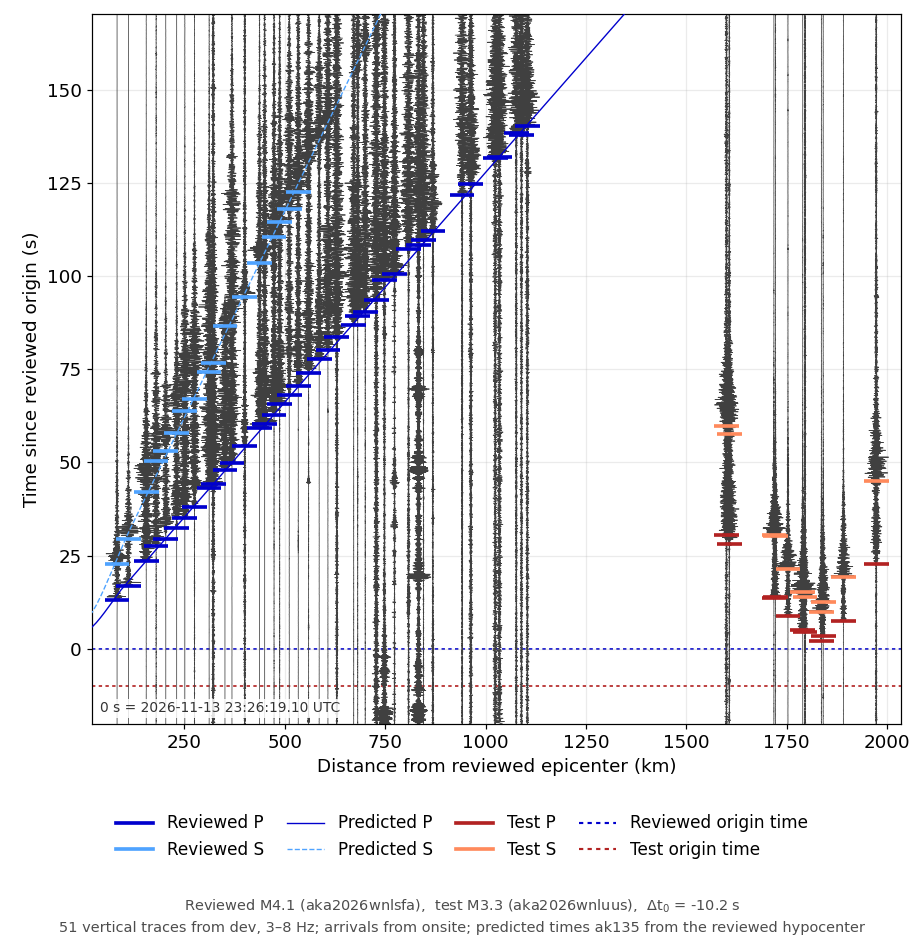 150
125
100
75
50
25
0
Time since reviewed origin (s)
0 s = 2026-11-13 23:26:19.10 UTC
250 500 750 1000 1250 1500 1750 2000
Distance from reviewed epicenter (km)
Reviewed P Predicted P Test P Reviewed origin time
Reviewed S Predicted S Test S Test origin time
Reviewed M4.1 (aka2026wnlsfa), test M3.3 (aka2026wnluus), Δt₀ = -10.2 s
51 vertical traces from dev, 3–8 Hz; arrivals from onsite; predicted times ak135 from the reviewed hypocenter